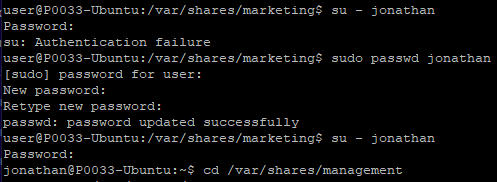 user@P0033-Ubuntu:/var/shares/marketing$ su - jonathan
Password:
su: Authentication failure
user@P0033-Ubuntu:/var/shares/marketing$ sudo passwd jonathan
[sudo] password for user:
New password:
Retype new password:
passwd: password updated successfully
user@P0033-Ubuntu:/var/shares/marketing$ su - jonathan
Password:
jonathan@P0033-Ubuntu:~$ cd /var/shares/management